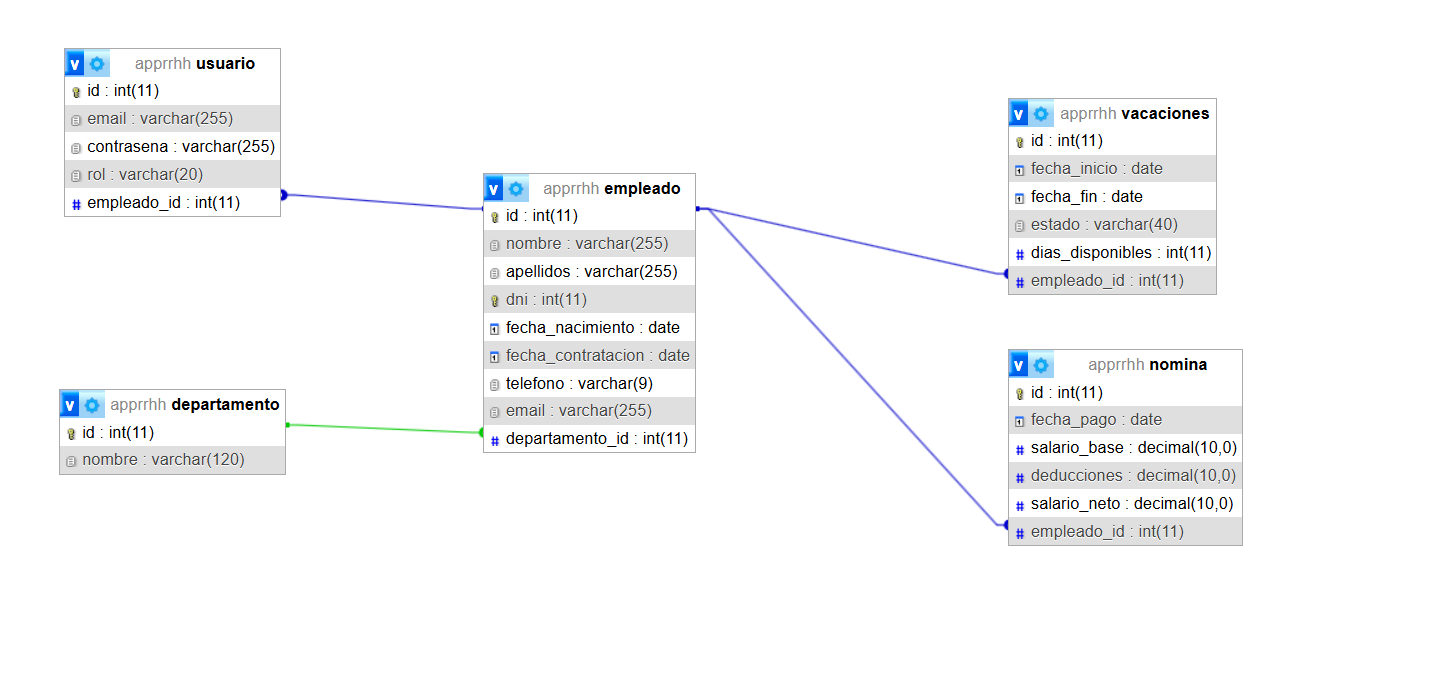 v apprrhh usuario
id : int(11)
email : varchar(255)
contrasena : varchar(255)
rol : varchar(20)
# empleado_id : int(11)
v apprrhh departamento
id : int(11)
nombre : varchar(120)
v apprrhh empleado
id : int(11)
nombre : varchar(255)
apellidos : varchar(255)
dni : int(11)
fecha_nacimiento : date
fecha_contratacion : date
telefono : varchar(9)
email : varchar(255)
# departamento_id : int(11)
v apprrhh vacaciones
id : int(11)
fecha_inicio : date
fecha_fin : date
estado : varchar(40)
# dias_disponibles : int(11)
# empleado_id : int(11)
v apprrhh nomina
id : int(11)
fecha_pago : date
# salario_base : decimal(10,0)
# deducciones : decimal(10,0)
# salario_neto : decimal(10,0)
# empleado_id : int(11)